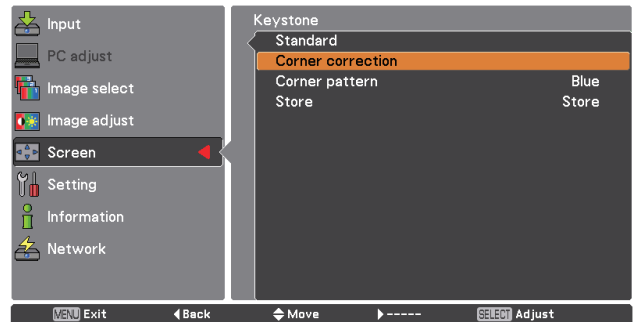 Input
PC adjust
Image select
Image adjust
Screen
Setting
Information
Network
Keystone
Standard
Corner correction
Corner pattern Blue
Store Store
MENU Exit Back Move ----- SELECT Adjust